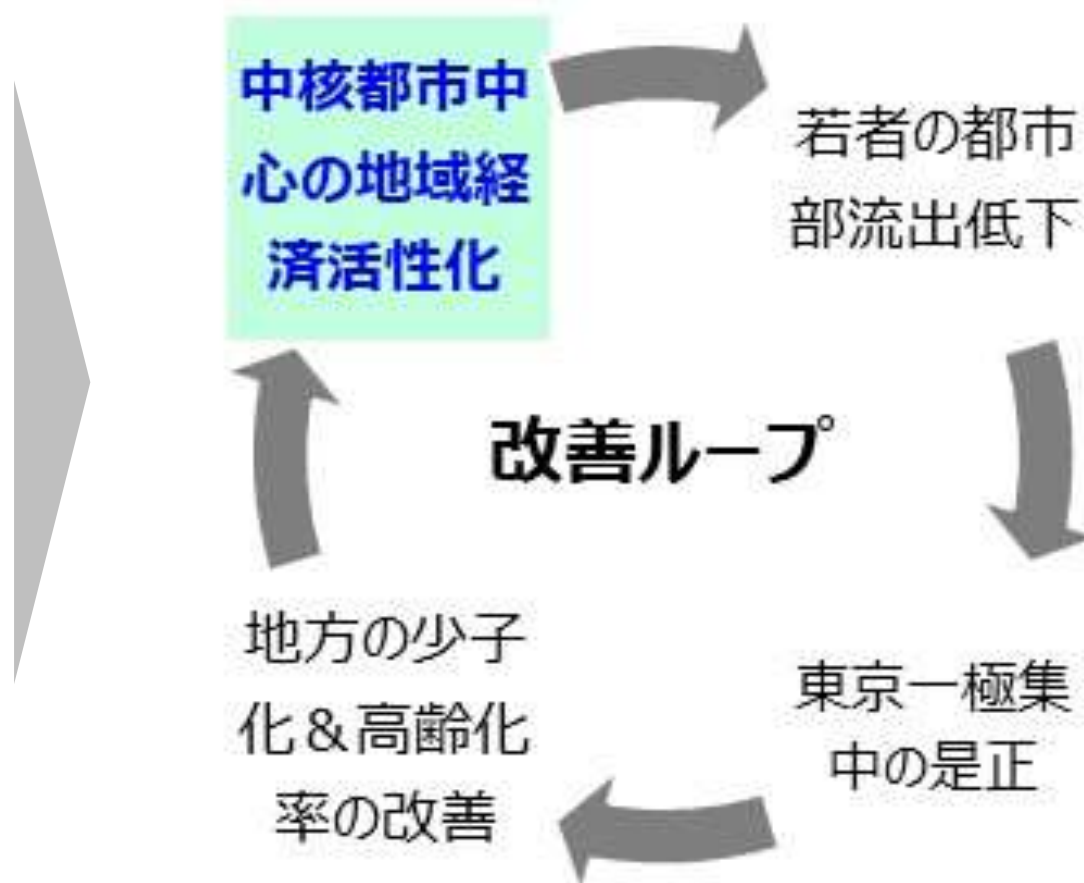 中核都市中
心の地域経
済活性化
若者の都市
部流出低下
改善ループ
東京一極集
中の是正
地方の少子
化＆高齢化
率の改善